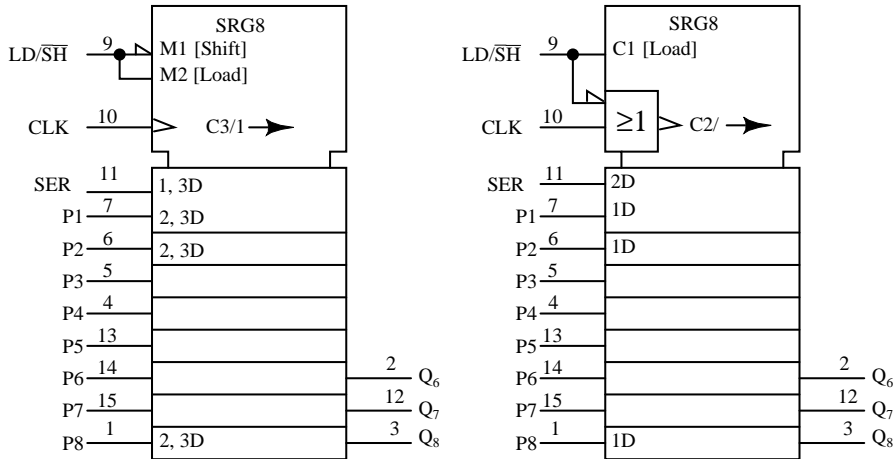 SRG8
LD/S̅H̅ 9 M1 [Shift]
M2 [Load]
CLK 10 C3/1
SER 11 1, 3D
P1 7 2, 3D
P2 6 2, 3D
P3 5
P4 4
P5 13
P6 14 2 Q₆
P7 15 12 Q₇
P8 1 2, 3D 3 Q₈
SRG8
LD/S̅H̅ 9 C1 [Load]
CLK 10 ≥1 C2/
SER 11 2D
P1 7 1D
P2 6 1D
P3 5
P4 4
P5 13
P6 14 2 Q₆
P7 15 12 Q₇
P8 1 1D 3 Q₈